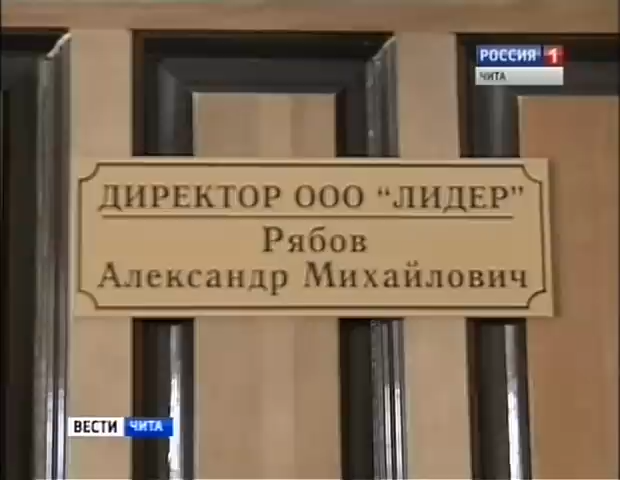 РОССИЯ 1
ЧИТА
ДИРЕКТОР ООО “ЛИДЕР”
Рябов
Александр Михайлович
ВЕСТИ ЧИТА